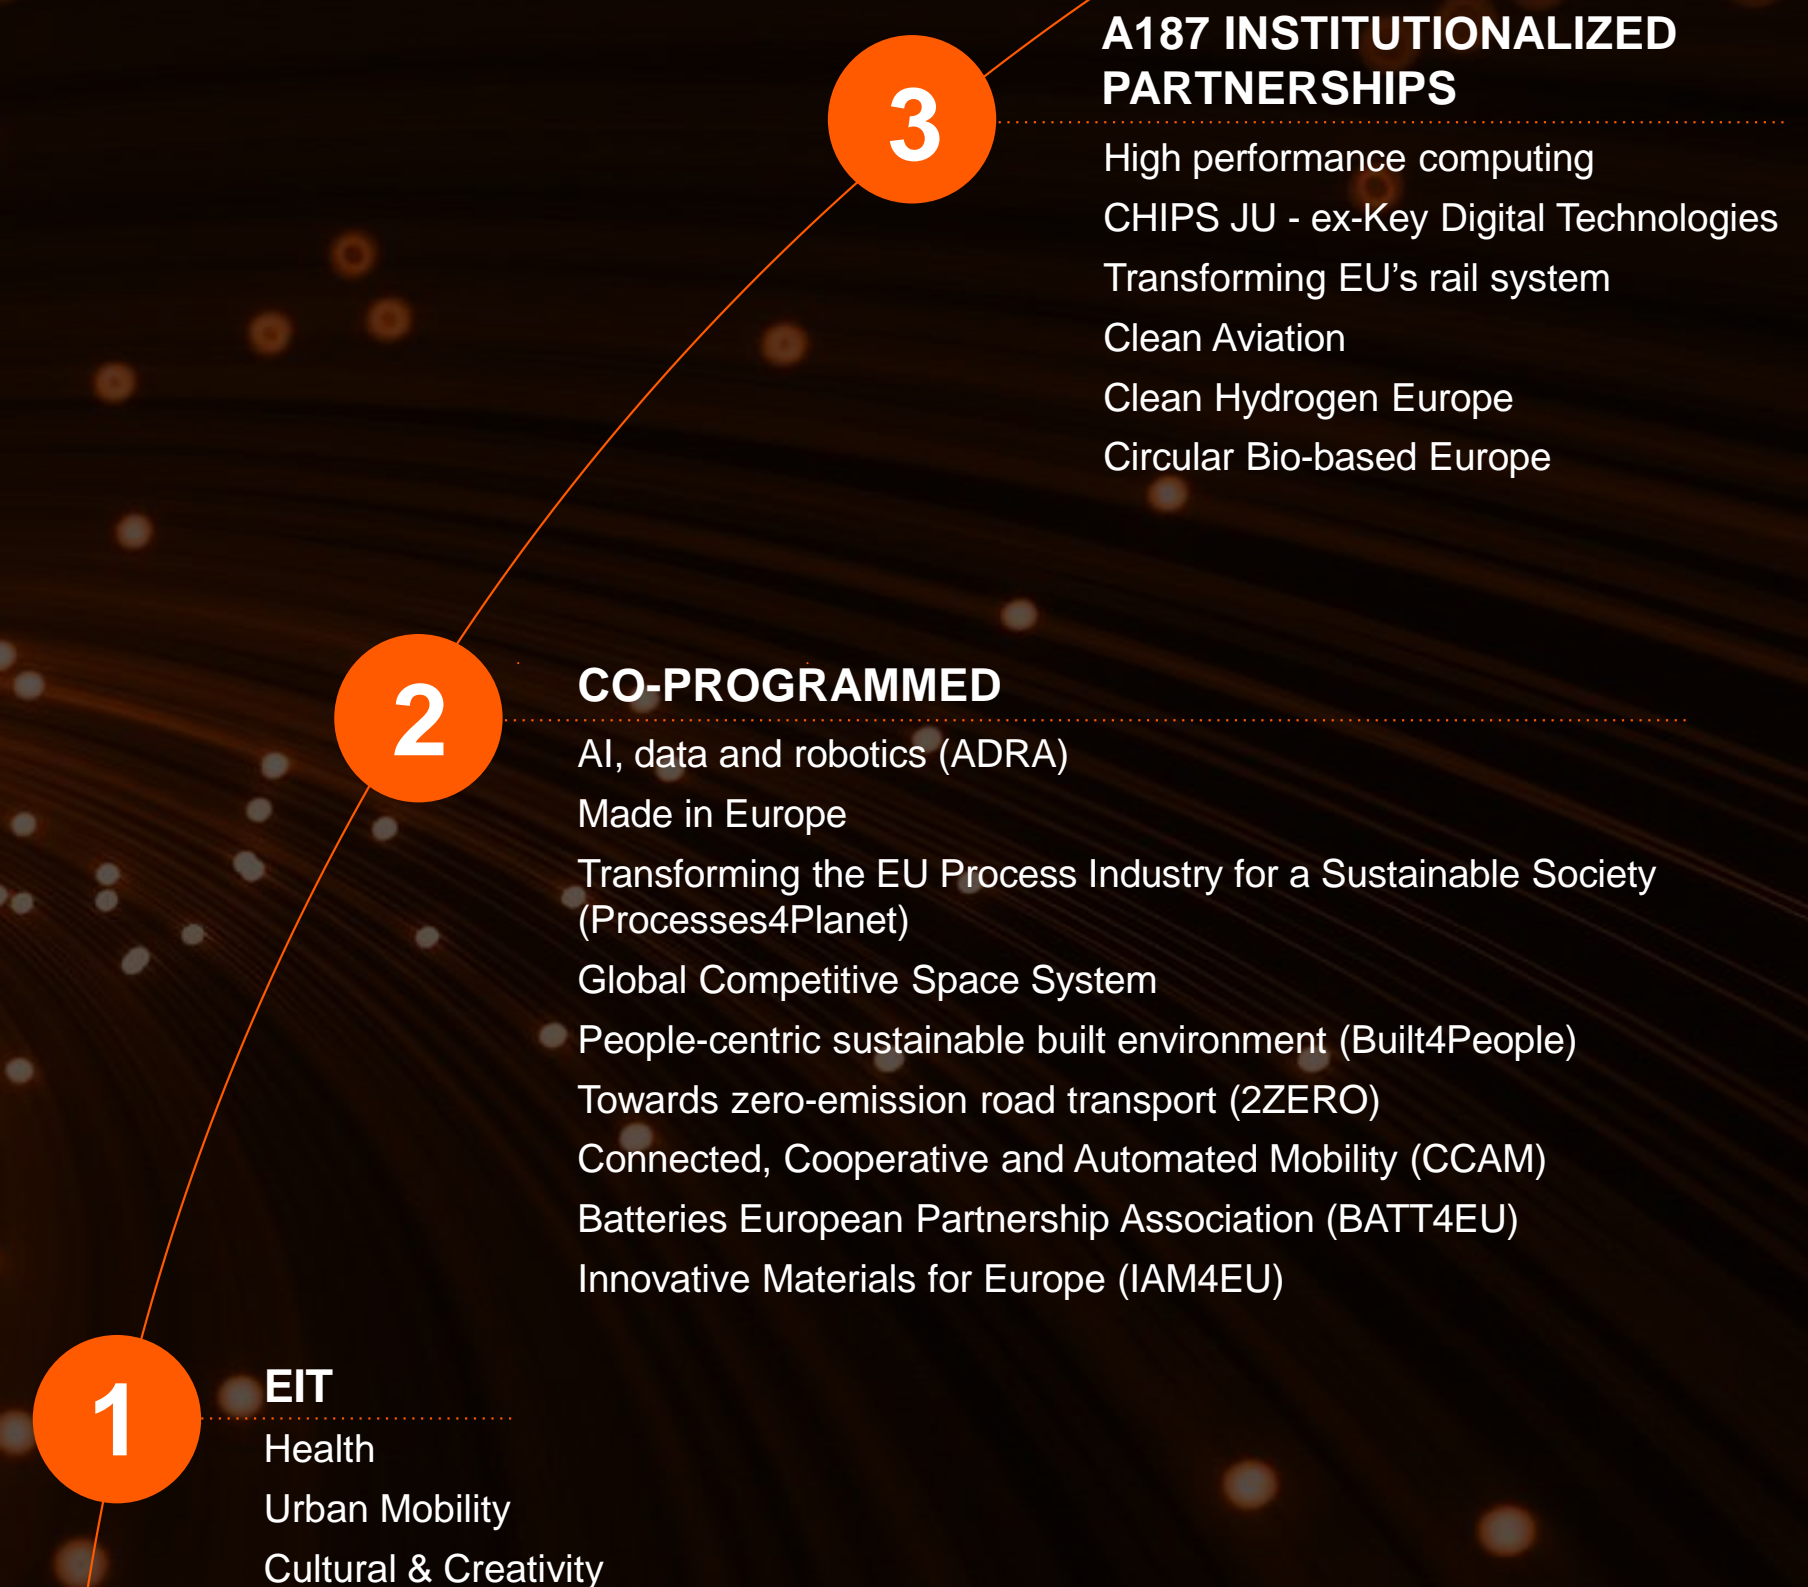 3
A187 INSTITUTIONALIZED
PARTNERSHIPS
High performance computing
CHIPS JU - ex-Key Digital Technologies
Transforming EU’s rail system
Clean Aviation
Clean Hydrogen Europe
Circular Bio-based Europe
2
CO-PROGRAMMED
AI, data and robotics (ADRA)
Made in Europe
Transforming the EU Process Industry for a Sustainable Society
(Processes4Planet)
Global Competitive Space System
People-centric sustainable built environment (Built4People)
Towards zero-emission road transport (2ZERO)
Connected, Cooperative and Automated Mobility (CCAM)
Batteries European Partnership Association (BATT4EU)
Innovative Materials for Europe (IAM4EU)
1
EIT
Health
Urban Mobility
Cultural & Creativity